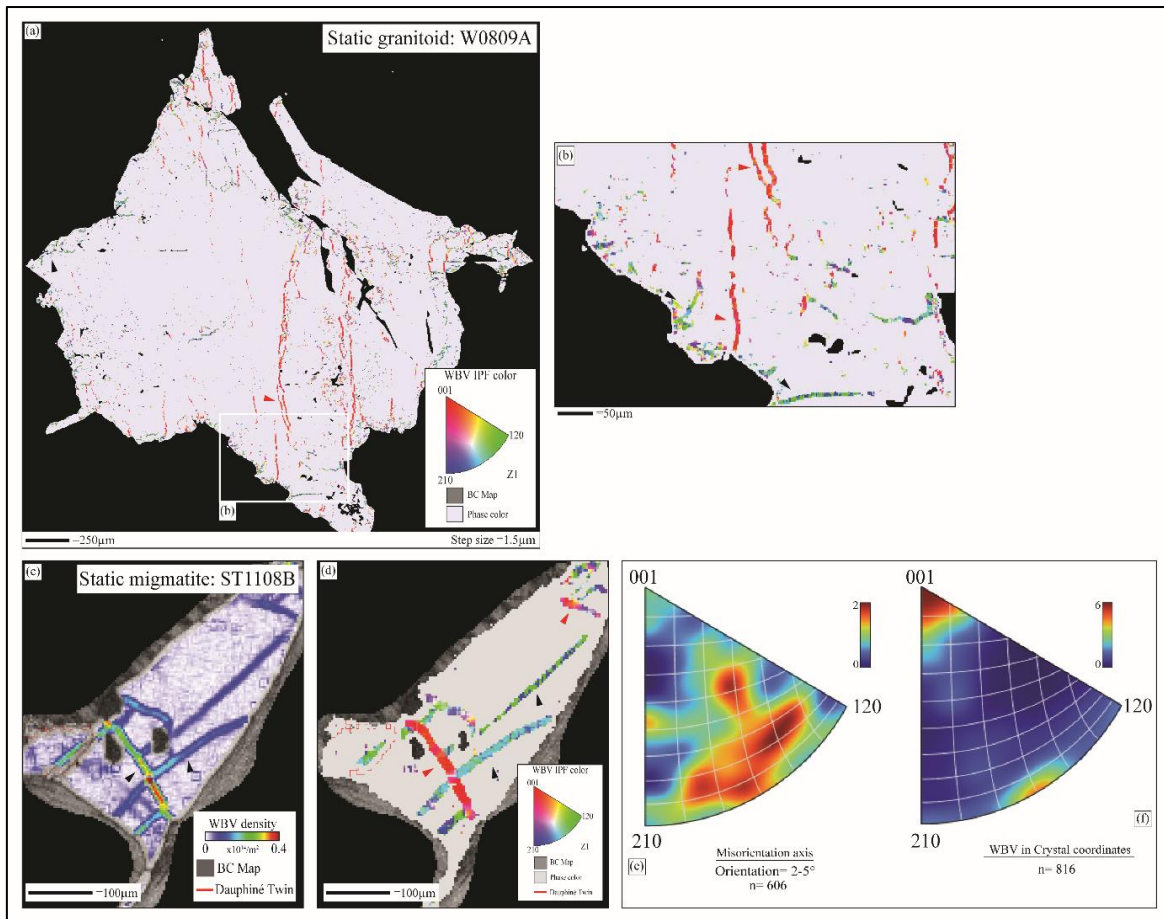 (a)
Static granitoid: W0809A
WBV IPF color
001
120
210
Z1
BC Map
Phase color
(b)
=250µm
Step size =1.5µm
(b)
=50µm
(c)
Static migmatite: ST1108B
WBV density
0
0.4
BC Map
Dauphiné Twin
=100µm
(d)
WBV IPF color
001
120
210
Z1
BC Map
Phase color
Dauphiné Twin
=100µm
001
2
0
120
210
(e)
Misorientation axis
Orientation= 2-5°
n= 606
001
6
0
120
210
(f)
WBV in Crystal coordinates
n= 816